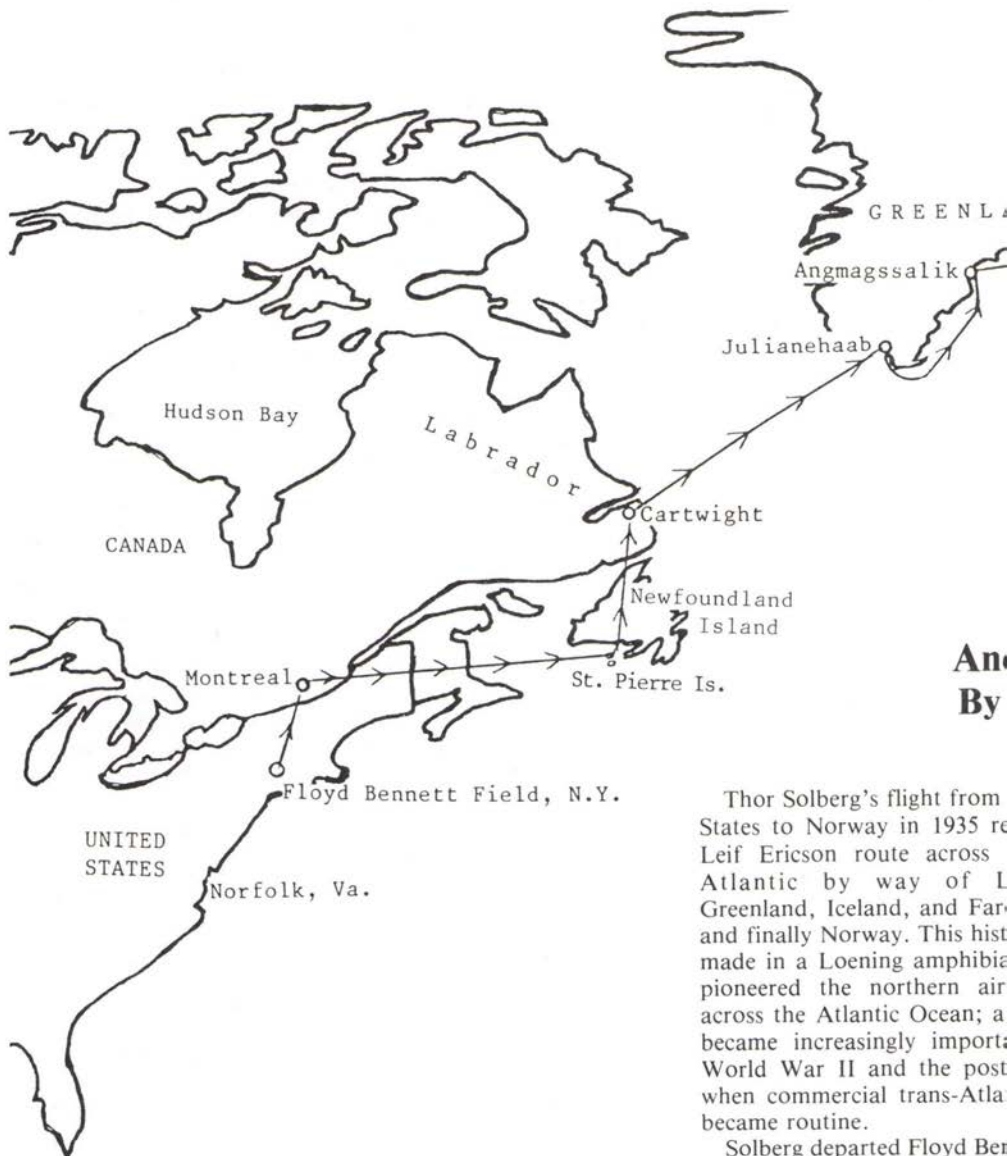 GREENLA
Angmagssalik
Julianehaab
Hudson Bay
Labrador
Cartwight
CANADA
Newfoundland
Island
Montreal
St. Pierre Is.
And
By
Floyd Bennett Field, N.Y.
UNITED
STATES
Norfolk, Va.
Thor Solberg's flight from
States to Norway in 1935 re
Leif Ericson route across
Atlantic by way of L
Greenland, Iceland, and Far
and finally Norway. This hist
made in a Loening amphibia
pioneered the northern air
across the Atlantic Ocean; a
became increasingly importa
World War II and the post
when commercial trans-Atla
became routine.
Solberg departed Floyd Ber